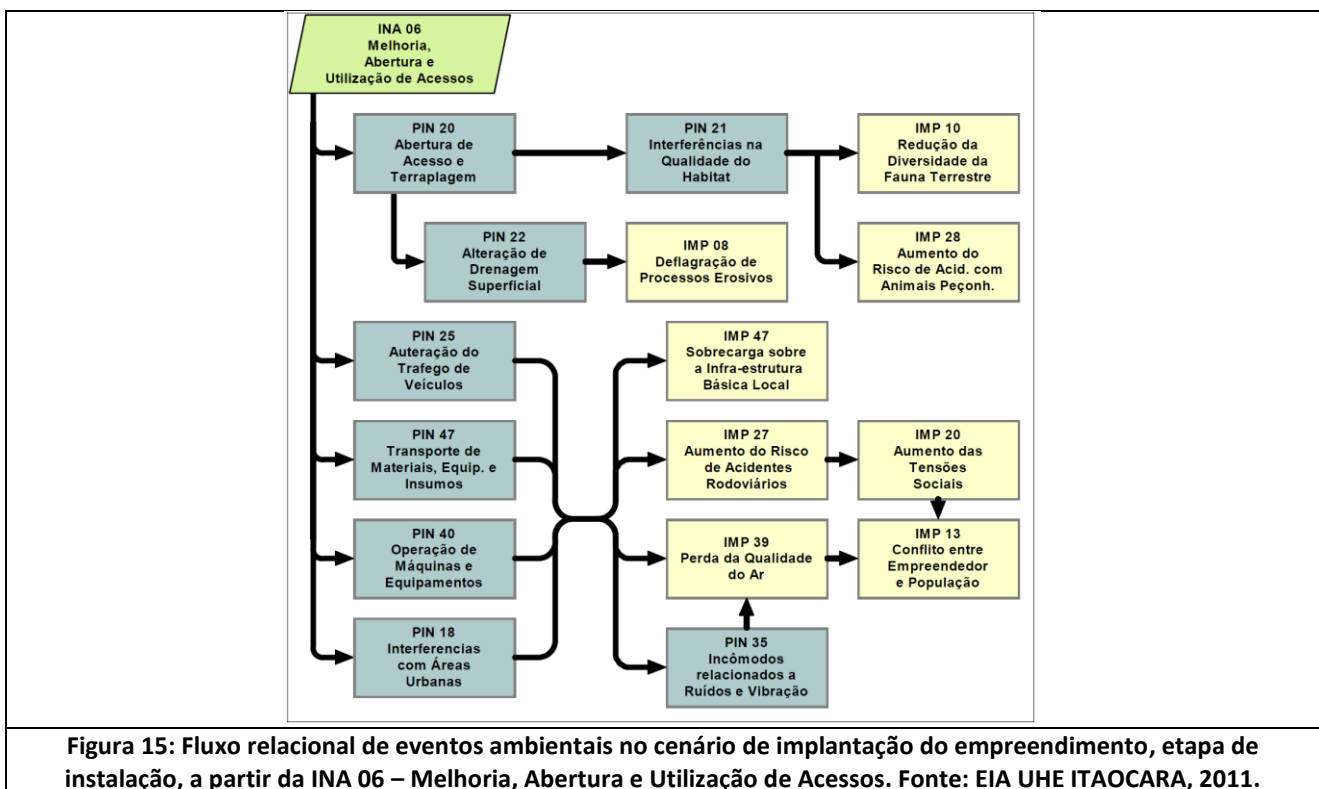 INA 06
Melhoria,
Abertura e
Utilização de Acessos
PIN 20
Abertura de
Acesso e
Terraplagem
PIN 21
Interferências na
Qualidade do
Habitat
IMP 10
Redução da
Diversidade da
Fauna Terrestre
PIN 22
Alteração de
Drenagem
Superficial
IMP 08
Deflagração de
Processos Erosivos
IMP 28
Aumento do
Risco de Acid. com
Animais Peçonh.
PIN 25
Auteração do
Trafego de
Veículos
IMP 47
Sobrecarga sobre
a Infra-estrutura
Básica Local
PIN 47
Transporte de
Materiais, Equip. e
Insumos
IMP 27
Aumento do Risco
de Acidentes
Rodoviários
IMP 20
Aumento das
Tensões
Sociais
PIN 40
Operação de
Máquinas e
Equipamentos
IMP 39
Perda da Qualidade
do Ar
IMP 13
Conflito entre
Empreendedor
e População
PIN 18
Interferencias
com Áreas
Urbanas
PIN 35
Incômodos
relacionados a
Ruídos e Vibração
Figura 15: Fluxo relacional de eventos ambientais no cenário de implantação do empreendimento, etapa de
instalação, a partir da INA 06 – Melhoria, Abertura e Utilização de Acessos. Fonte: EIA UHE ITAOCARA, 2011.